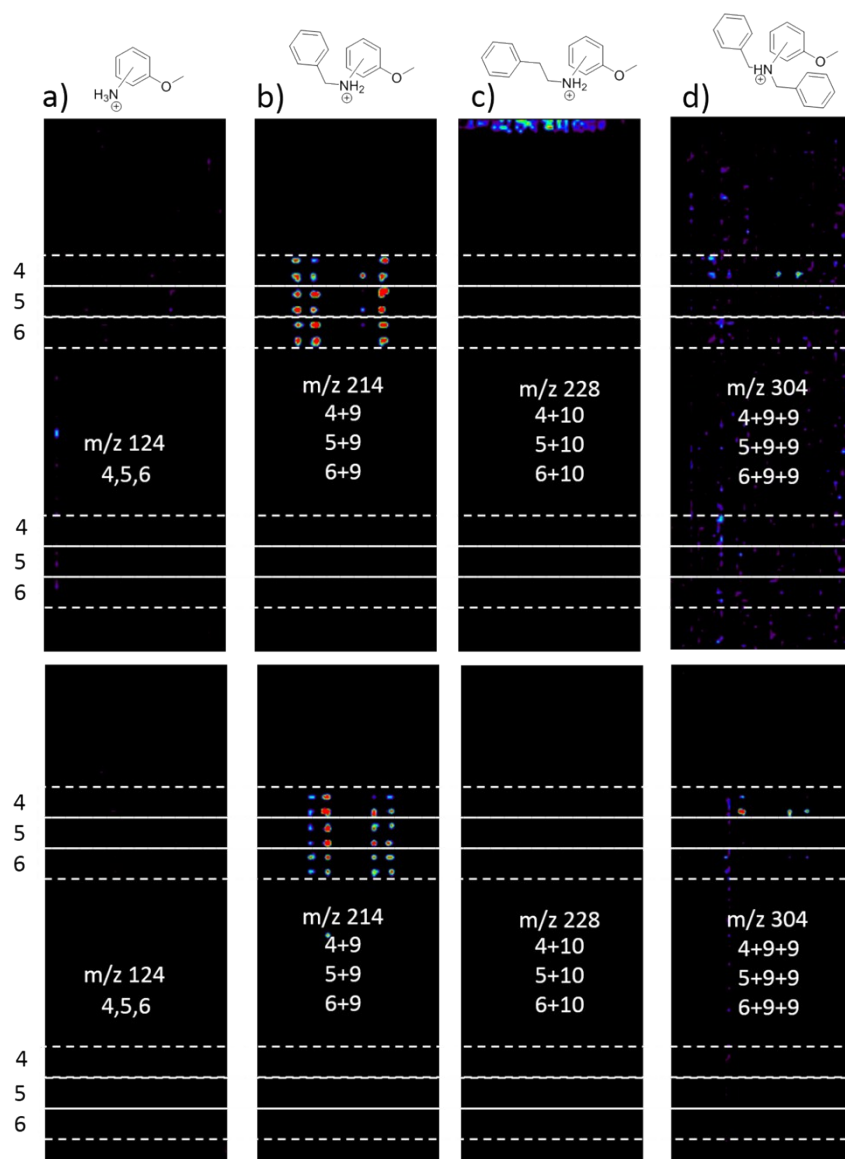 a)
b)
c)
d)
H₃N
⊕
O
NH₂
⊕
O
NH₂
⊕
O
HN
⊕
O
4
5
6
m/z 124
4,5,6
m/z 214
4+9
5+9
6+9
m/z 228
4+10
5+10
6+10
m/z 304
4+9+9
5+9+9
6+9+9
4
5
6
4
5
6
m/z 124
4,5,6
m/z 214
4+9
5+9
6+9
m/z 228
4+10
5+10
6+10
m/z 304
4+9+9
5+9+9
6+9+9
4
5
6